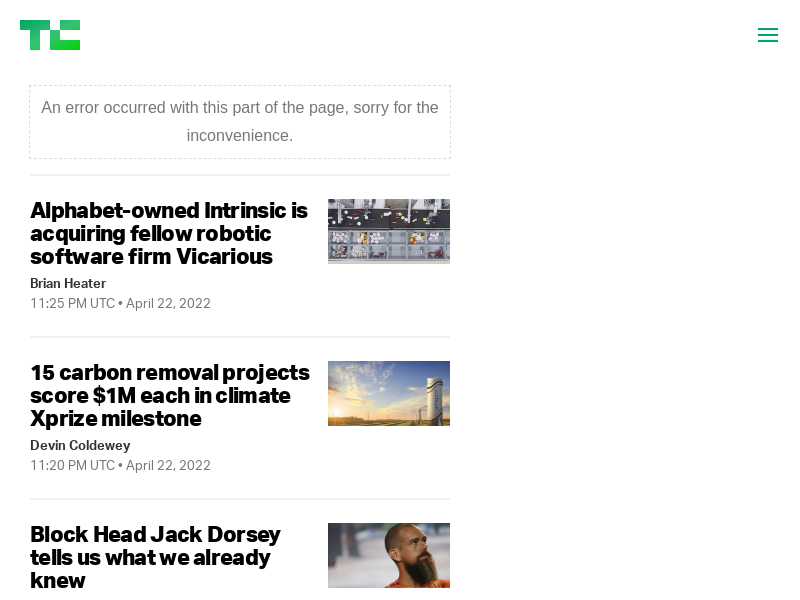 TC
An error occurred with this part of the page, sorry for the
inconvenience.
Alphabet-owned Intrinsic is
acquiring fellow robotic
software firm Vicarious
Brian Heater
11:25 PM UTC • April 22, 2022
15 carbon removal projects
score $1M each in climate
Xprize milestone
Devin Coldewey
11:20 PM UTC • April 22, 2022
Block Head Jack Dorsey
tells us what we already
knew